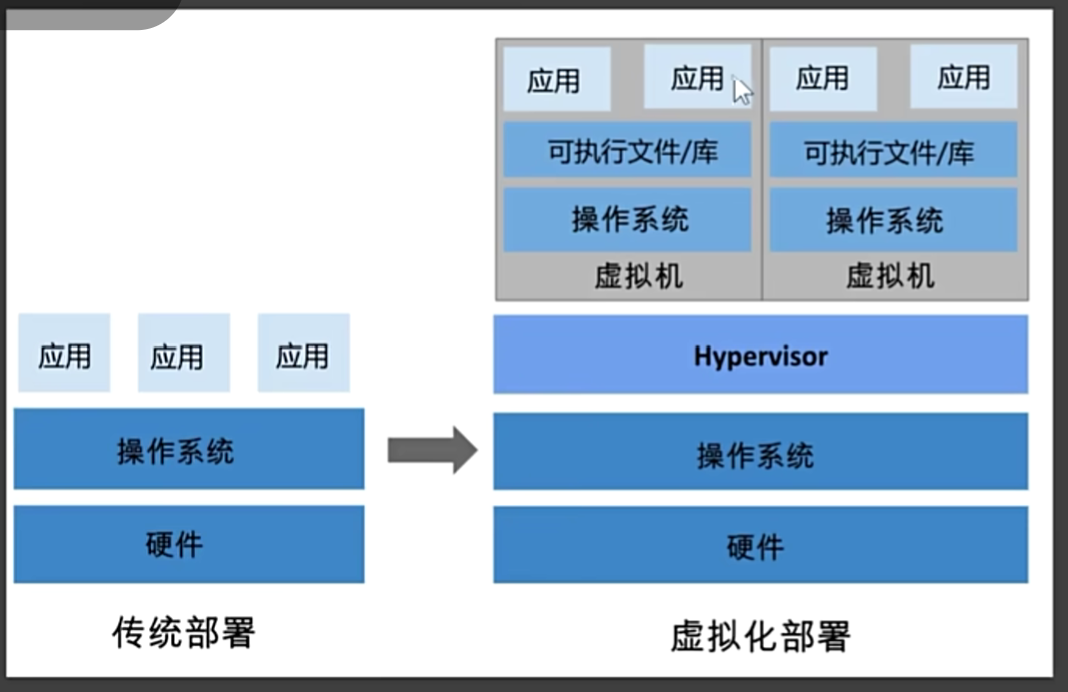 应用 应用 应用
操作系统
硬件
传统部署
应用 应用 应用 应用
可执行文件/库 可执行文件/库
操作系统 操作系统
虚拟机 虚拟机
Hypervisor
操作系统
硬件
虚拟化部署